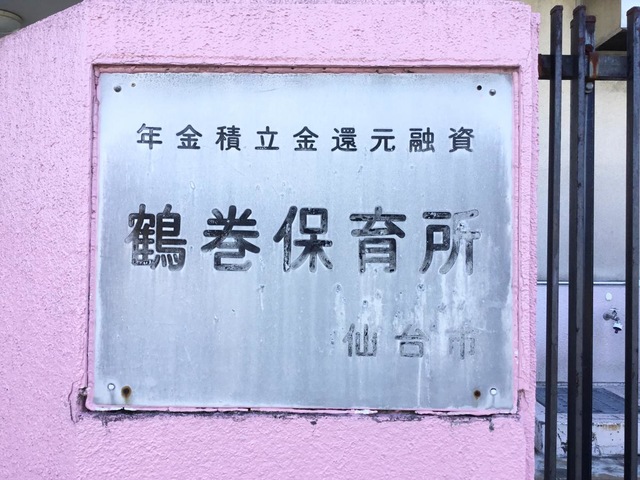 年金積立金還元融資
鶴巻保育所
仙台市